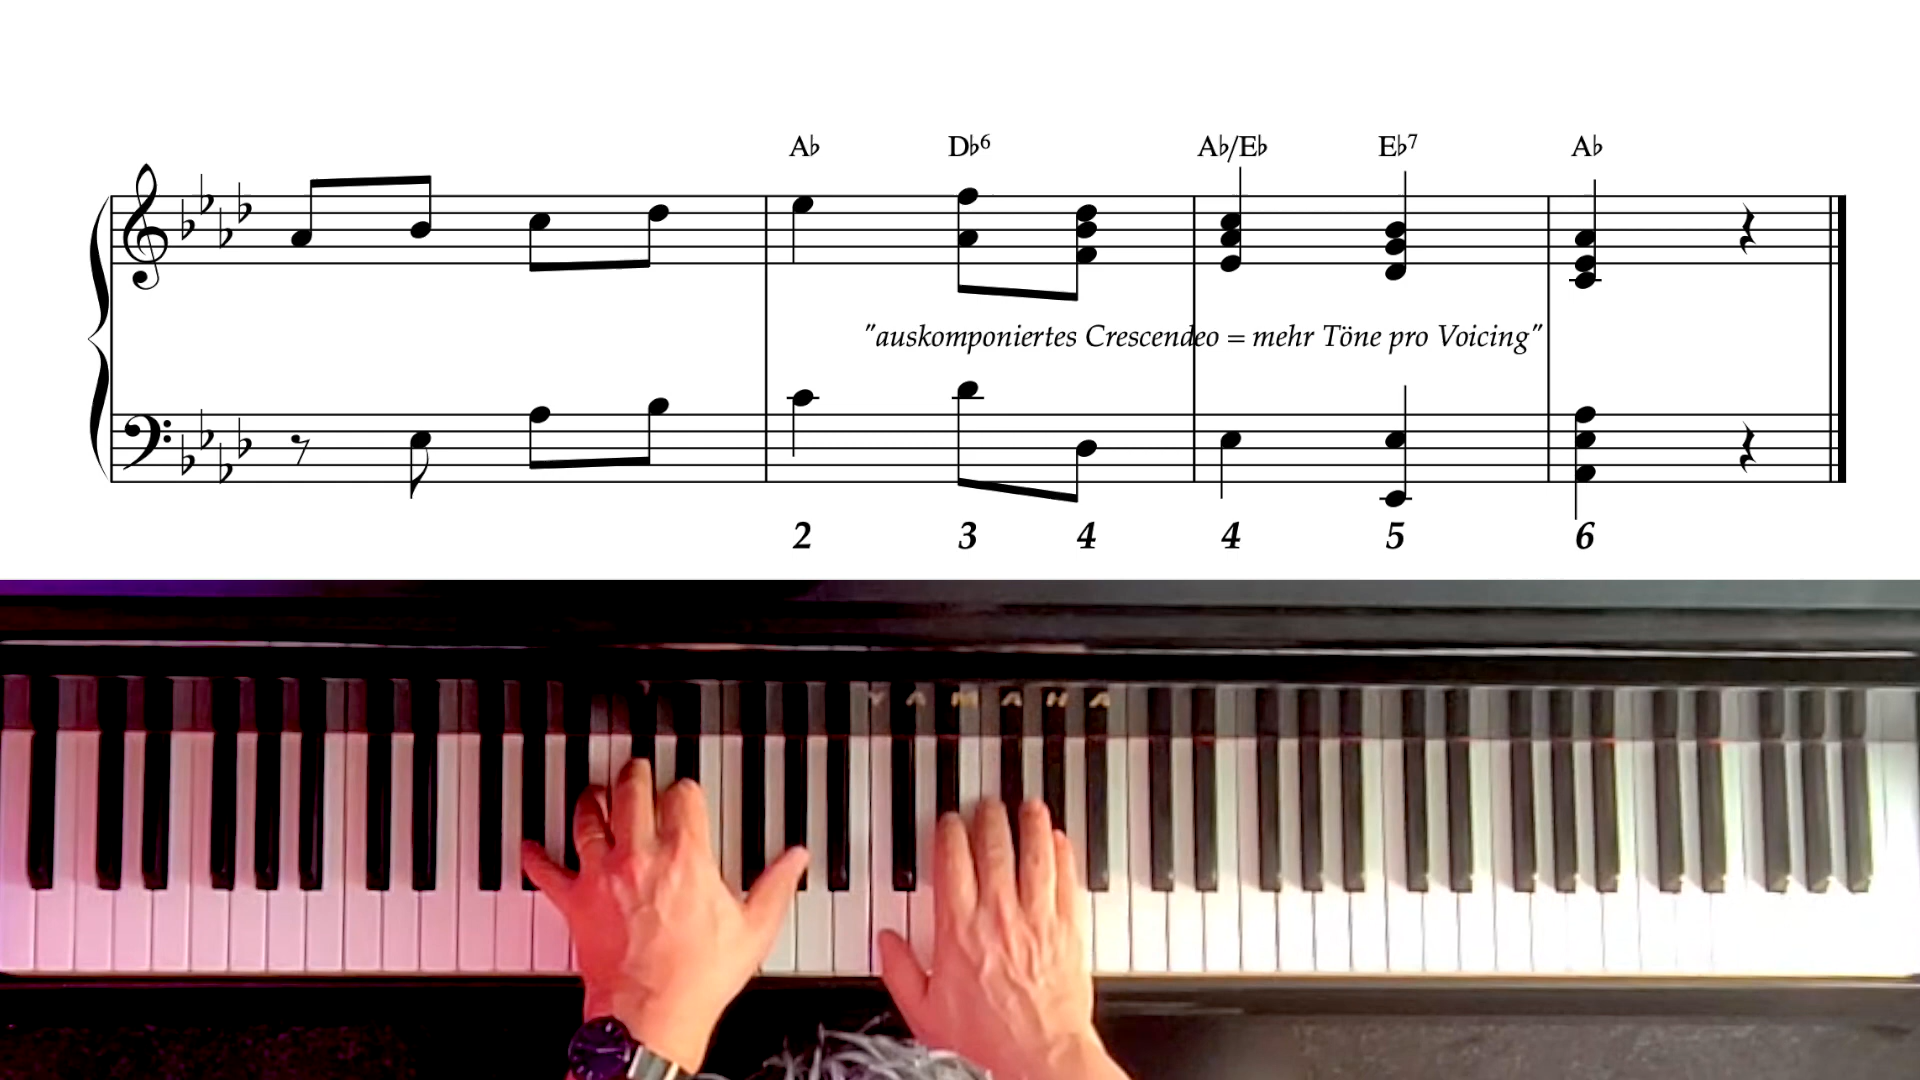 A♭ D♭6 A♭/E♭ E♭7 A♭
"auskomponiertes Crescendeo = mehr Töne pro Voicing"
2 3 4 4 5 6
YAMAHA